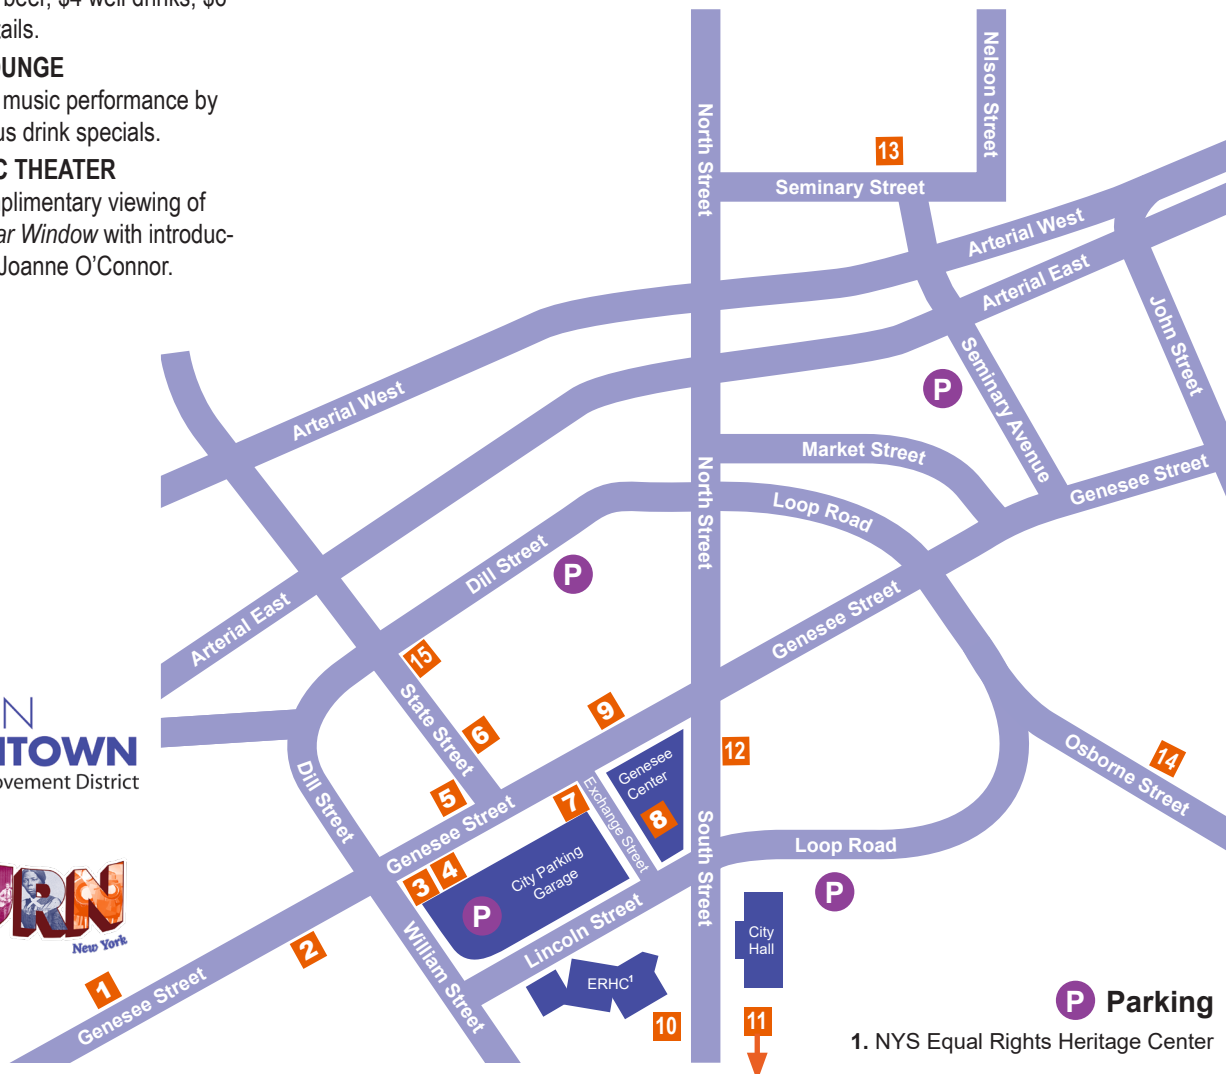 beer, $4 well drinks, $6
tails.
OUNGE
music performance by
us drink specials.
C THEATER
plimentary viewing of
ar Window with introduc-
Joanne O'Connor.
North Street
Nelson Street
13
Seminary Street
Arterial West
Arterial East
John Street
Seminary Avenue
P
Arterial West
Market Street
Genesee Street
North Street
Loop Road
Dill Street
P
Arterial East
Genesee Street
15
State Street
6
9
12
Osborne Street
14
Dill Street
5
Genesee Street
7
Exchange Street
Genesee
Center
8
South Street
Loop Road
3
4
City Parking
Garage
P
P
William Street
Lincoln Street
City
Hall
ERHC¹
2
1
Genesee Street
10
11
N
NTOWN
ovement District
URN
New York
P Parking
1. NYS Equal Rights Heritage Center